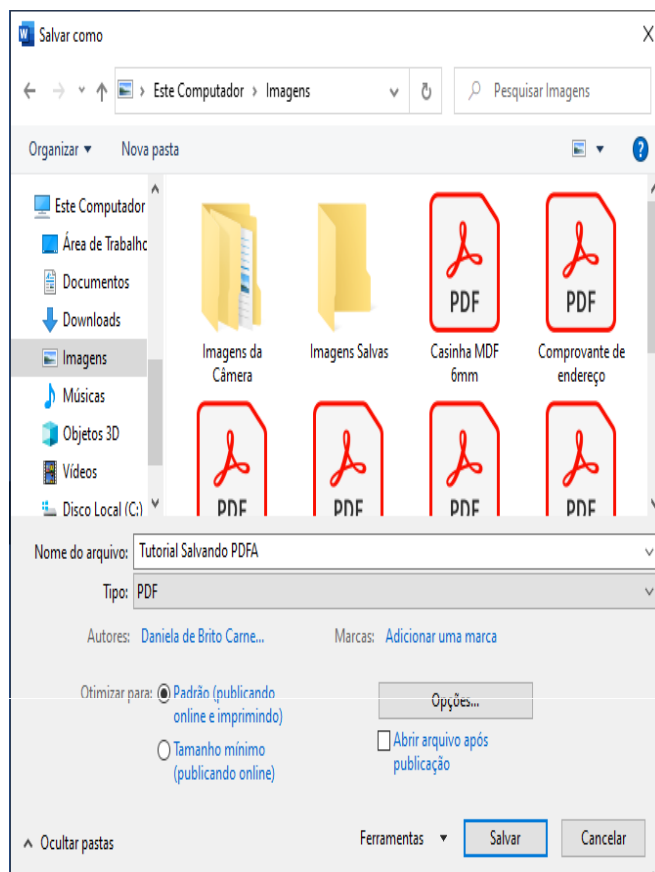 Salvar como
Este Computador › Imagens
Pesquisar Imagens
Organizar
Nova pasta
Este Computador
Área de Trabalho
Documentos
Downloads
Imagens
Músicas
Objetos 3D
Vídeos
Disco Local (C:)
PDF
PDF
Imagens da
Câmera
Imagens Salvas
Casinha MDF
6mm
Comprovante de
endereço
PDF
PDF
PDF
PDF
Nome do arquivo: Tutorial Salvando PDFA
Tipo: PDF
Autores: Daniela de Brito Carne...
Marcas: Adicionar uma marca
Otimizar para: Padrão (publicando
online e imprimindo)
Tamanho mínimo
(publicando online)
Opções...
Abrir arquivo após
publicação
Ocultar pastas
Ferramentas
Salvar
Cancelar